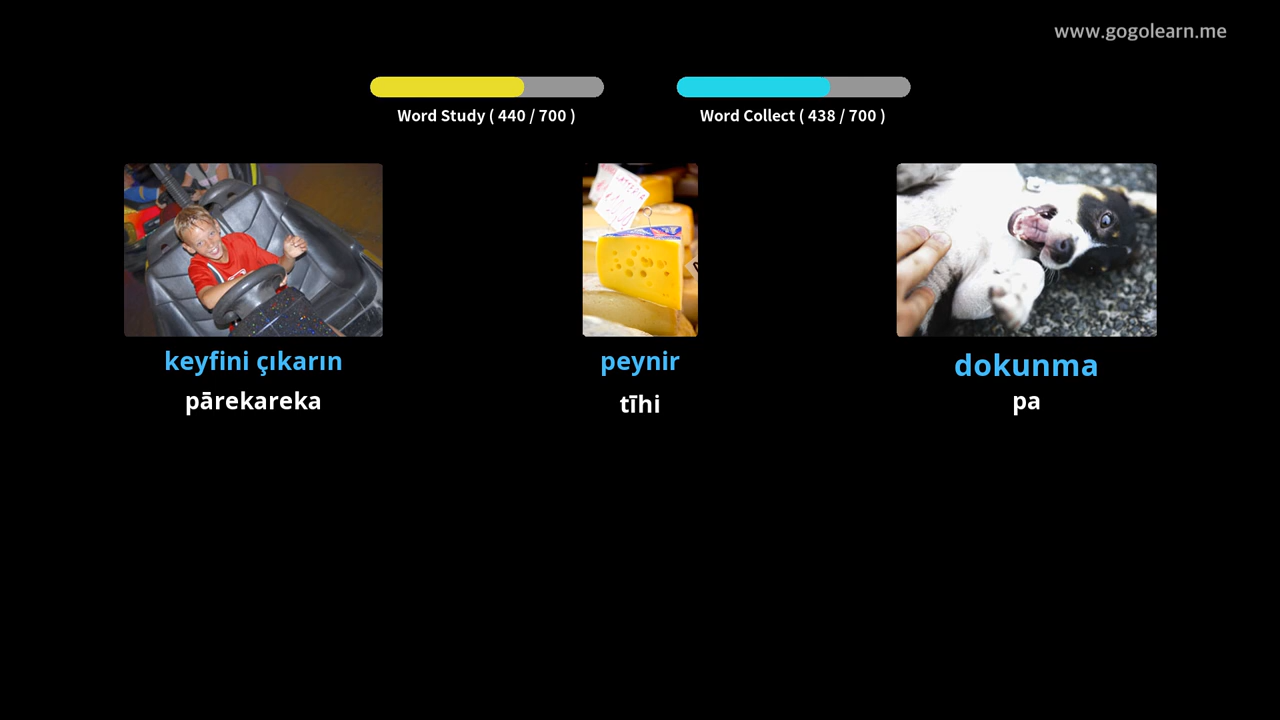 www.gogolearn.me
Word Study ( 440 / 700 )
Word Collect ( 438 / 700 )
keyfini çıkarın
pārekareka
peynir
tīhi
dokunma
pa